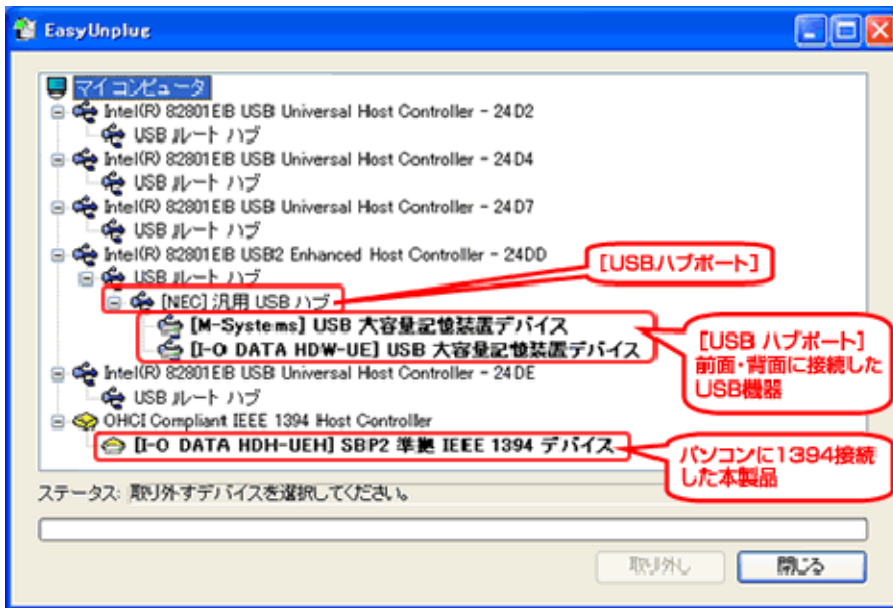 EasyUnplug
マイコンピュータ
Intel(R) 82801EB USB Universal Host Controller - 24D2
USB ルート ハブ
Intel(R) 82801EB USB Universal Host Controller - 24D4
USB ルート ハブ
Intel(R) 82801EB USB Universal Host Controller - 24D7
USB ルート ハブ
Intel(R) 82801EB USB2 Enhanced Host Controller - 24DD
USB ルート ハブ
[USBハブポート]
[NEC] 汎用 USB ハブ
[M-Systems] USB 大容量記憶装置デバイス
[I-O DATA HDW-UE] USB 大容量記憶装置デバイス
[USB ハブポート]
前面・背面に接続した
USB機器
Intel(R) 82801EB USB Universal Host Controller - 24DE
USB ルート ハブ
OHCI Compliant IEEE 1394 Host Controller
[I-O DATA HDH-UEH] SBP2 準拠 IEEE 1394 デバイス
パソコンに1394接続
した本製品
ステータス: 取り外すデバイスを選択してください。
取り外し
閉じる